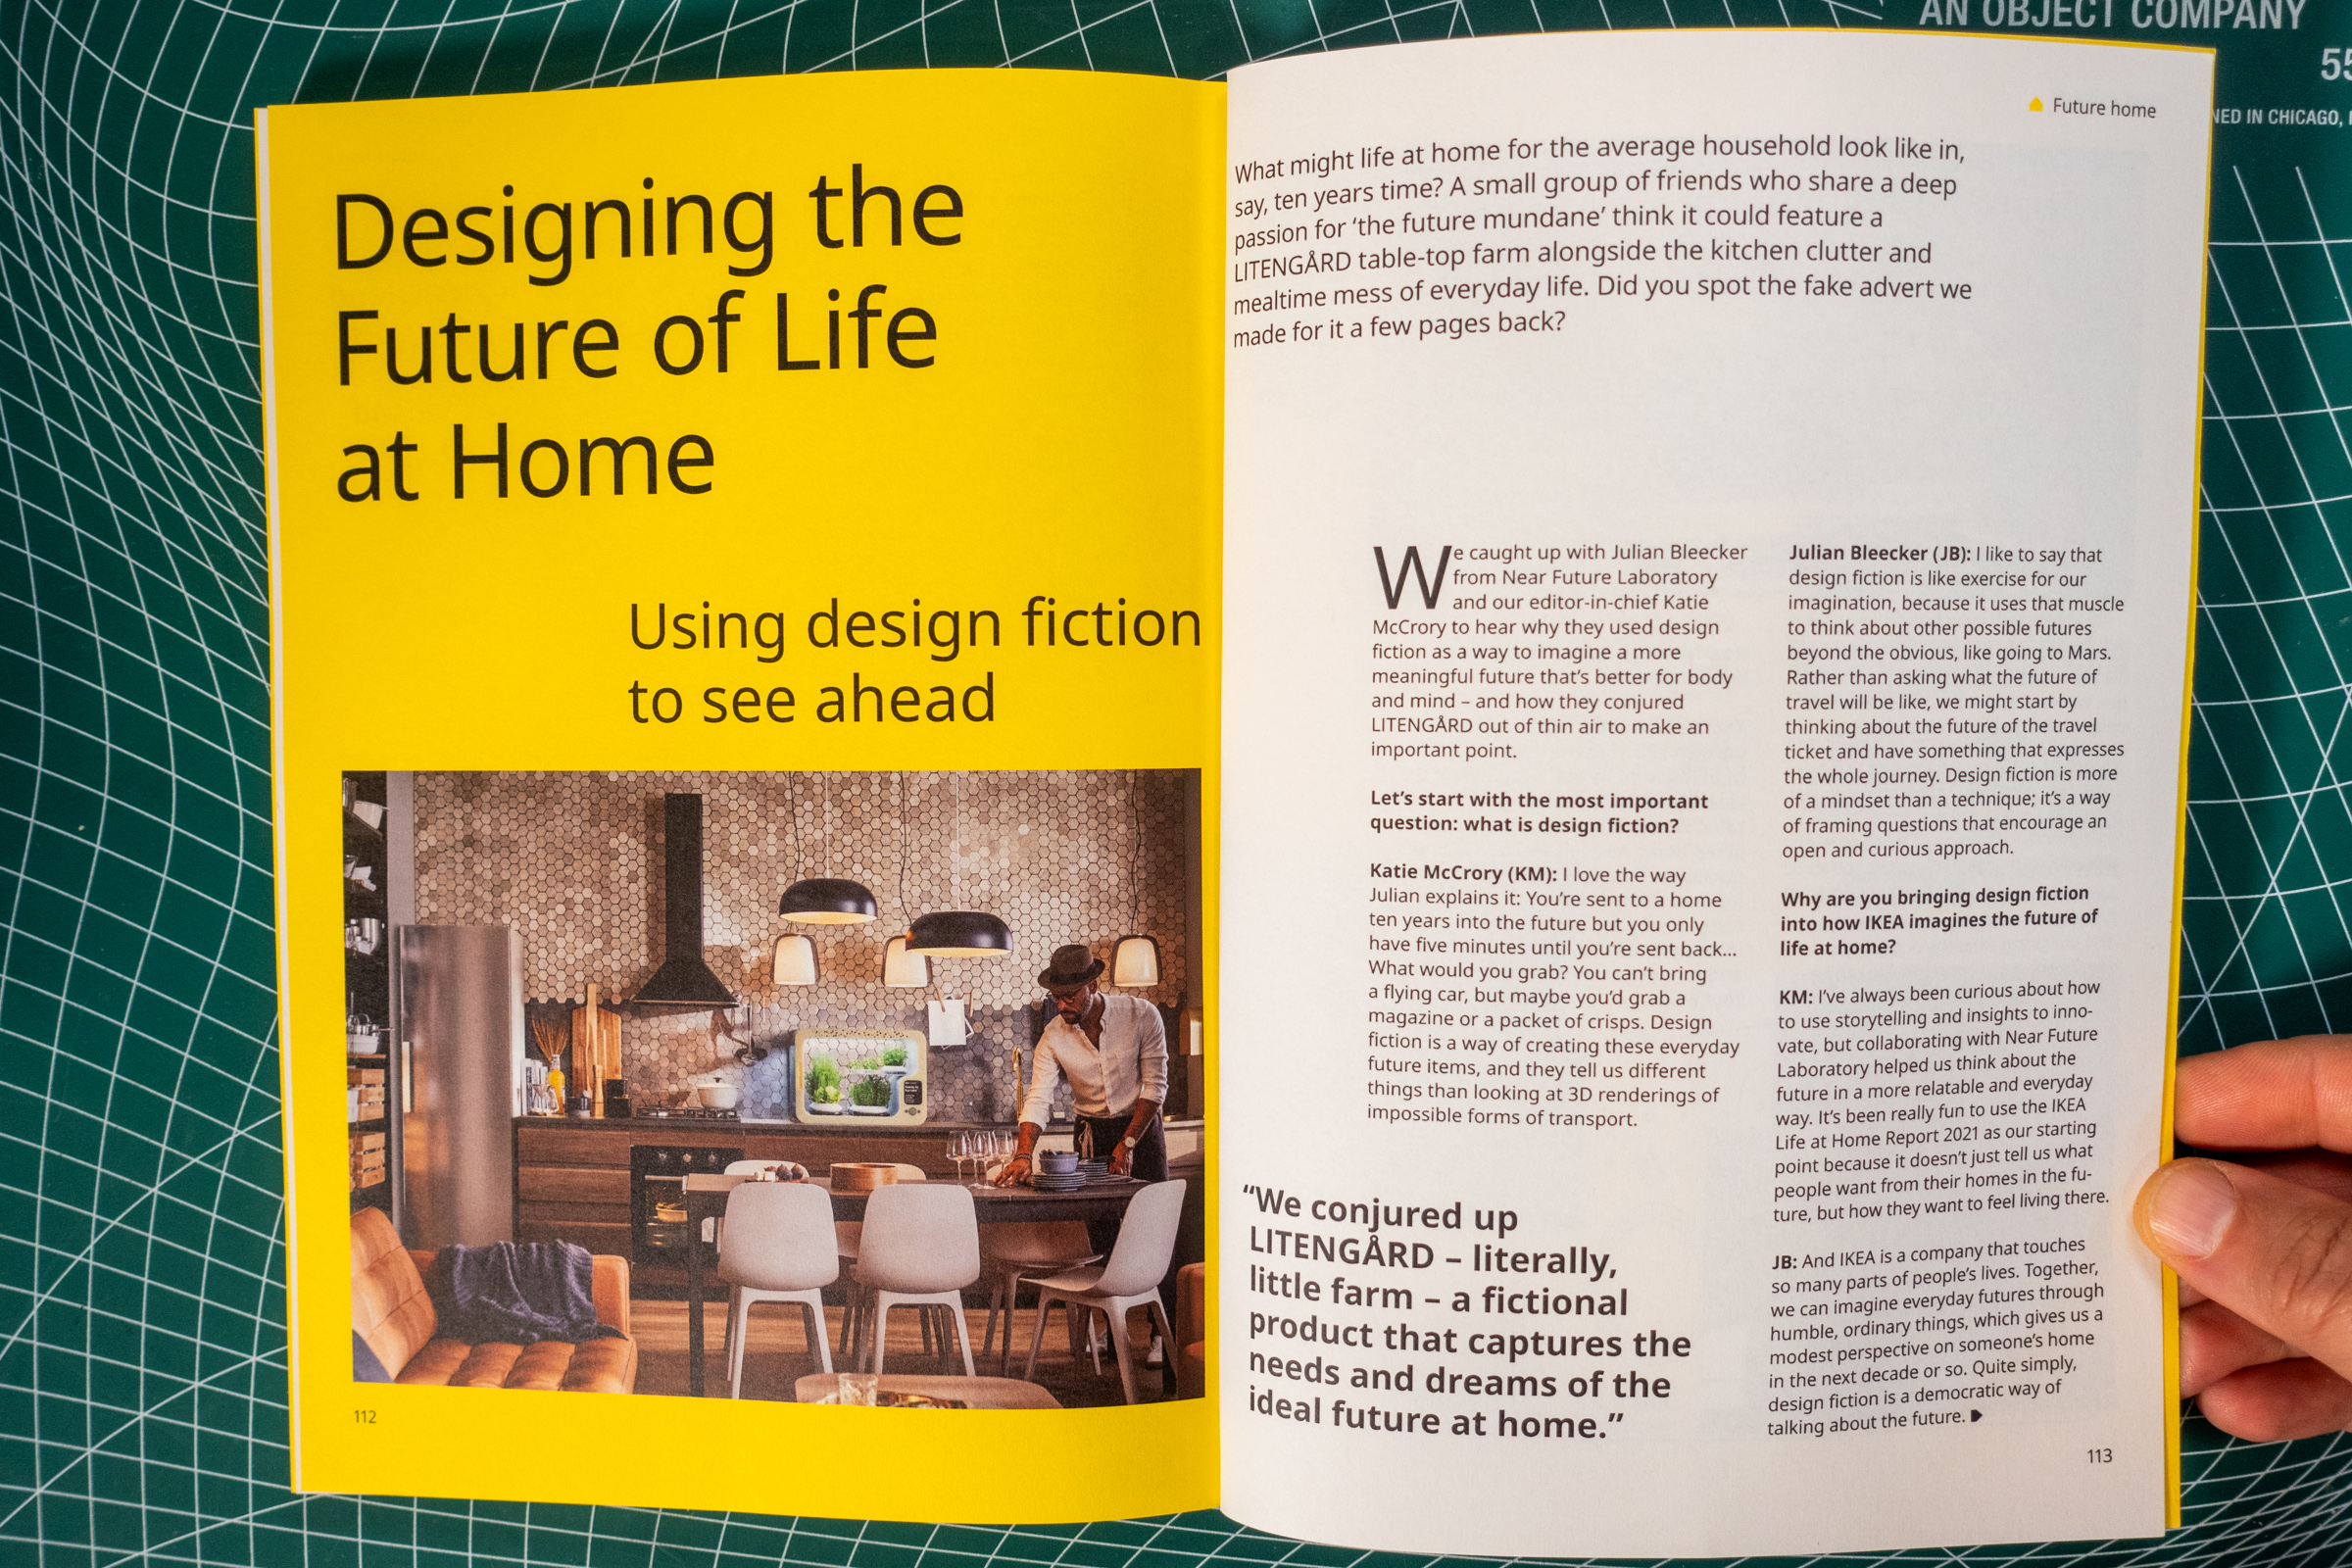 AN OBJECT COMPANY
55
NED IN CHICAGO,
Designing the
Future of Life
at Home
Using design fiction
to see ahead
112
Future home
What might life at home for the average household look like in,
say, ten years time? A small group of friends who share a deep
passion for ‘the future mundane’ think it could feature a
LITENGÅRD table-top farm alongside the kitchen clutter and
mealtime mess of everyday life. Did you spot the fake advert we
made for it a few pages back?
We caught up with Julian Bleecker
from Near Future Laboratory
and our editor-in-chief Katie
McCrory to hear why they used design
fiction as a way to imagine a more
meaningful future that’s better for body
and mind – and how they conjured
LITENGÅRD out of thin air to make an
important point.
Let’s start with the most important
question: what is design fiction?
Katie McCrory (KM): I love the way
Julian explains it: You’re sent to a home
ten years into the future but you only
have five minutes until you’re sent back...
What would you grab? You can’t bring
a flying car, but maybe you’d grab a
magazine or a packet of crisps. Design
fiction is a way of creating these everyday
future items, and they tell us different
things than looking at 3D renderings of
impossible forms of transport.
“We conjured up
LITENGÅRD – literally,
little farm – a fictional
product that captures the
needs and dreams of the
ideal future at home.”
Julian Bleecker (JB): I like to say that
design fiction is like exercise for our
imagination, because it uses that muscle
to think about other possible futures
beyond the obvious, like going to Mars.
Rather than asking what the future of
travel will be like, we might start by
thinking about the future of the travel
ticket and have something that expresses
the whole journey. Design fiction is more
of a mindset than a technique; it’s a way
of framing questions that encourage an
open and curious approach.
Why are you bringing design fiction
into how IKEA imagines the future of
life at home?
KM: I’ve always been curious about how
to use storytelling and insights to inno-
vate, but collaborating with Near Future
Laboratory helped us think about the
future in a more relatable and everyday
way. It’s been really fun to use the IKEA
Life at Home Report 2021 as our starting
point because it doesn’t just tell us what
people want from their homes in the fu-
ture, but how they want to feel living there.
JB: And IKEA is a company that touches
so many parts of people’s lives. Together,
we can imagine everyday futures through
humble, ordinary things, which gives us a
modest perspective on someone’s home
in the next decade or so. Quite simply,
design fiction is a democratic way of
talking about the future.
113